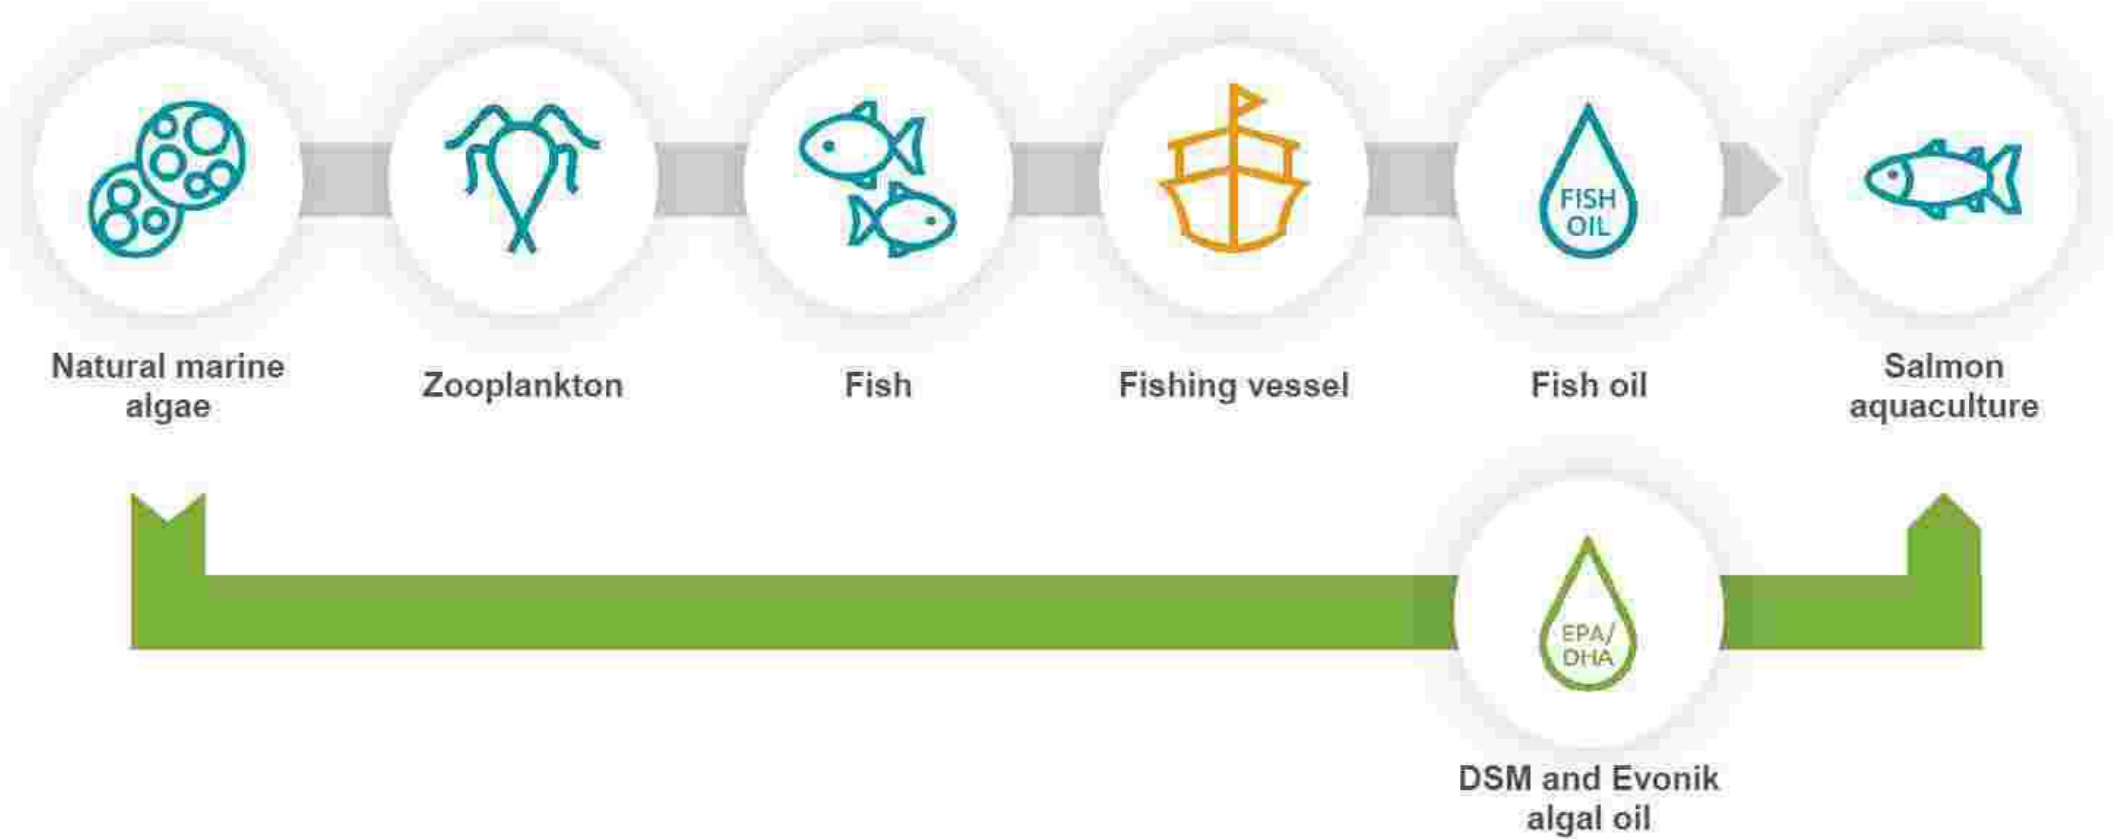 FISH
OIL
Natural marine
algae
Zooplankton
Fish
Fishing vessel
Fish oil
Salmon
aquaculture
EPA/
DHA
DSM and Evonik
algal oil